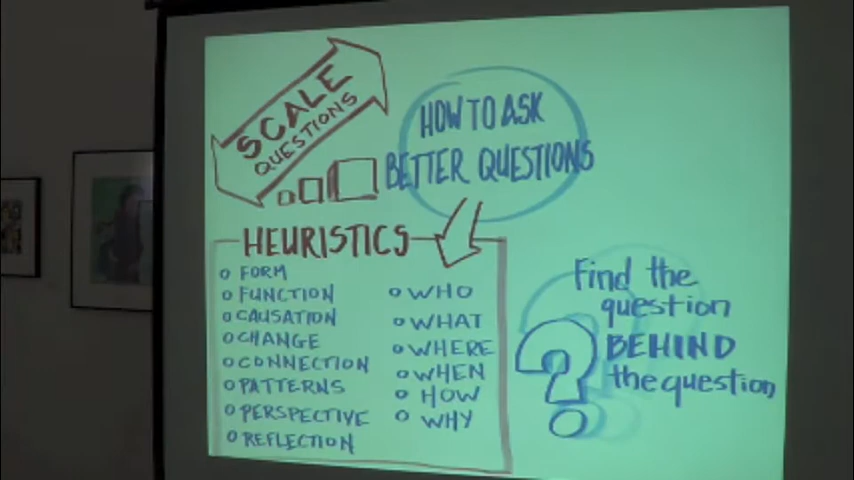 SCALE
QUESTIONS
HOW TO ASK
BETTER QUESTIONS
HEURISTICS
FORM
FUNCTION
CAUSATION
CHANGE
CONNECTION
PATTERNS
PERSPECTIVE
REFLECTION
WHO
WHAT
WHERE
WHEN
HOW
WHY
Find the
question
BEHIND
the question
?